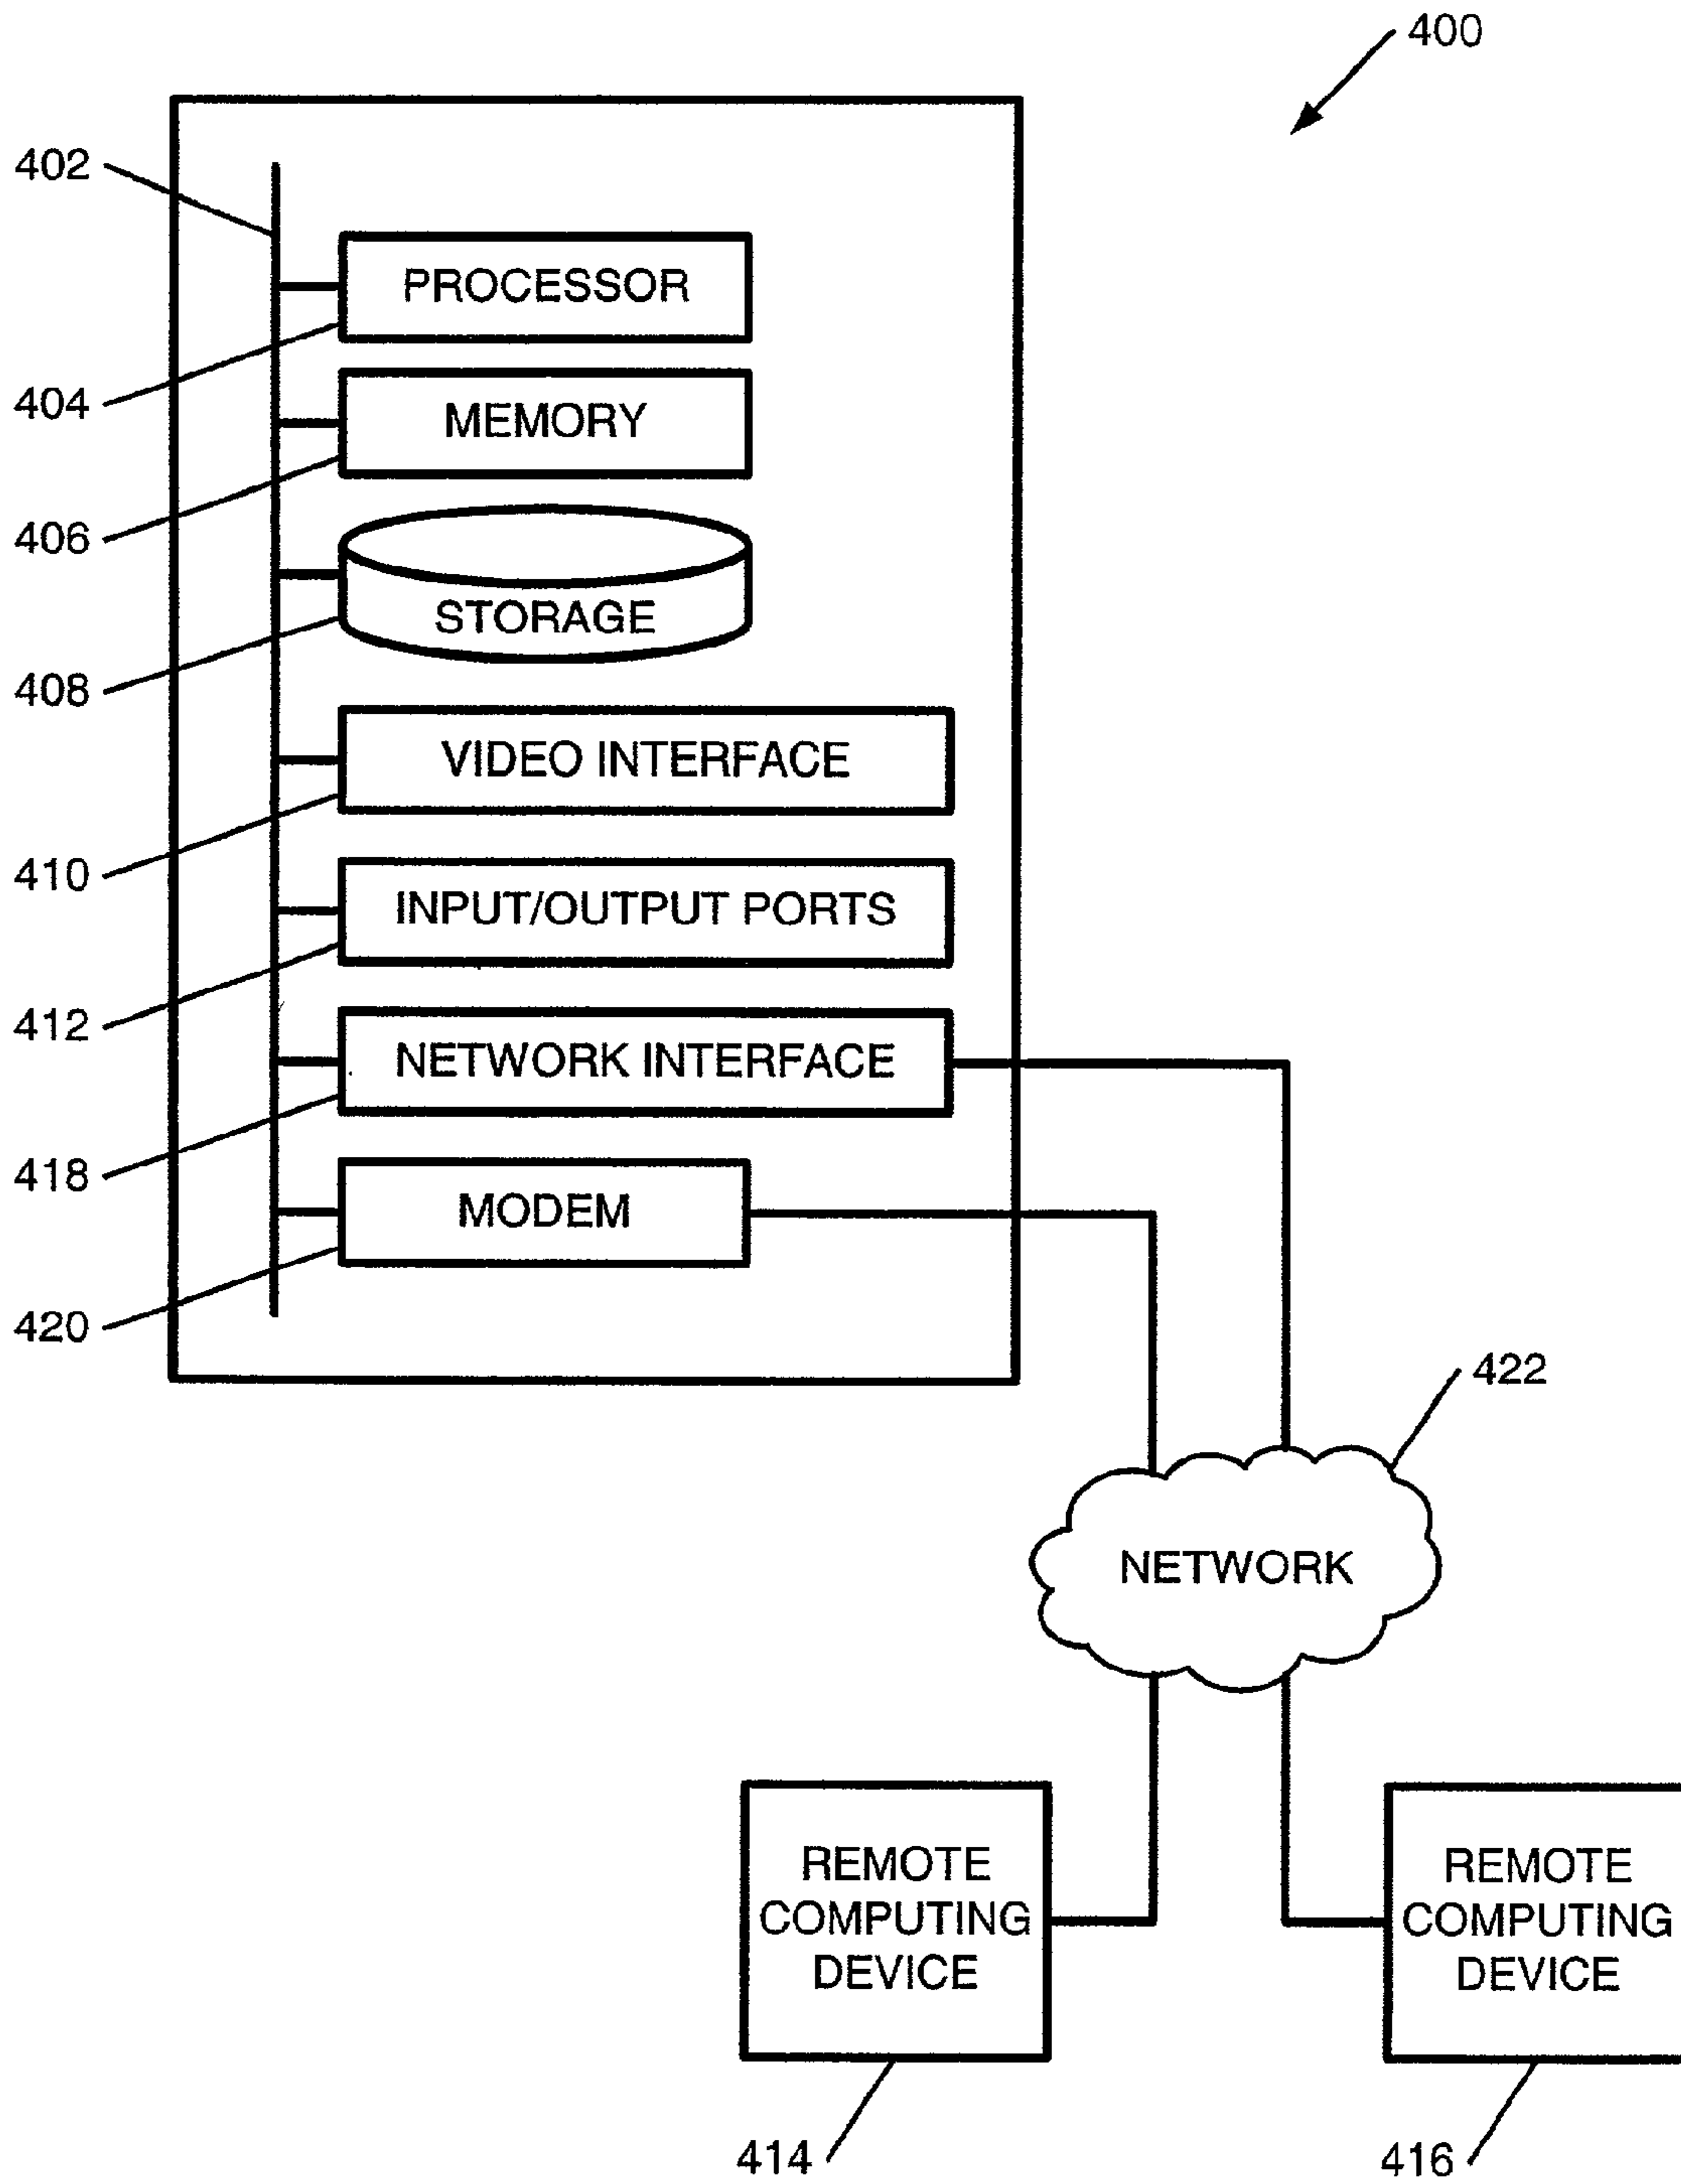 400
402
PROCESSOR
404
MEMORY
406
STORAGE
408
VIDEO INTERFACE
410
INPUT/OUTPUT PORTS
412
NETWORK INTERFACE
418
MODEM
420
422
NETWORK
REMOTE
COMPUTING
DEVICE
REMOTE
COMPUTING
DEVICE
414
416